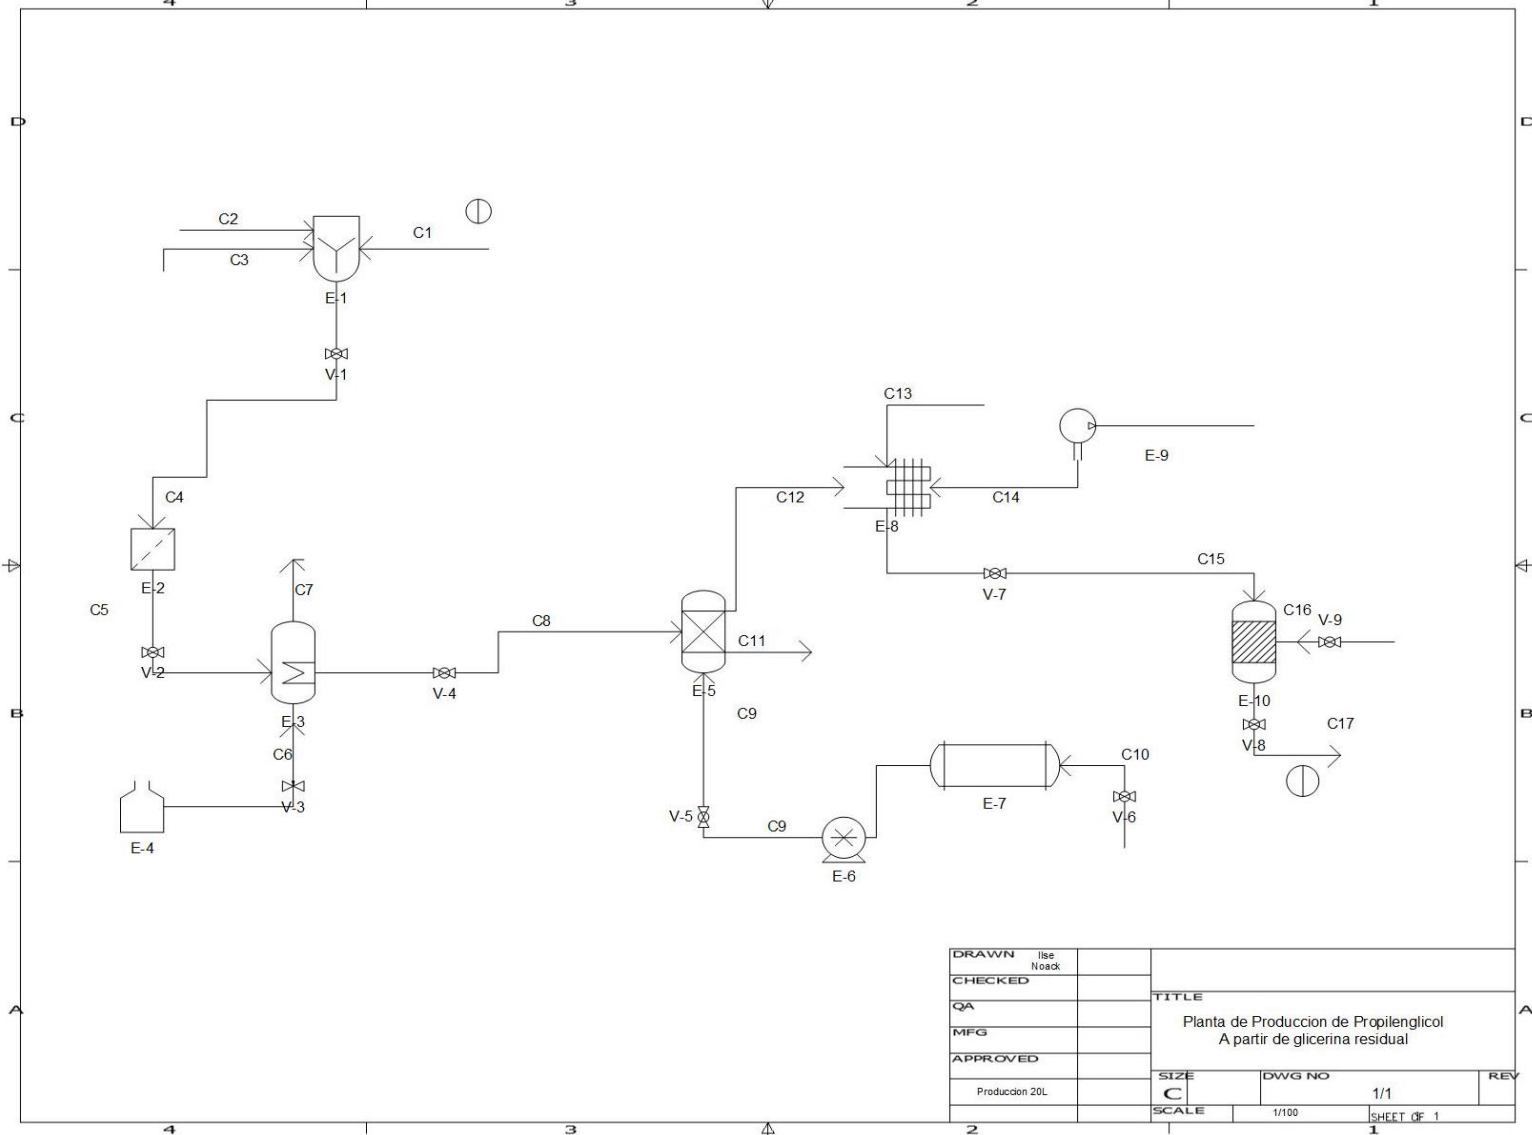 4 3 2 1
D D
C2
C1
C3
E-1
V-1
C13
C C
E-9
C4
C12
C14
E-8
C15
E-2
C7
V-7
C5
C16
V-9
C8
C11
V-2
V-4
E-5
E-10
B B
C9
E-3
C17
V-8
C6
C10
E-7
V-3
V-5
V-6
C9
E-4
E-6
DRAWN Ilse
Noack
CHECKED
TITLE
QA
A A
Planta de Produccion de Propilenglicol
MFG
A partir de glicerina residual
APPROVED
SIZE DWG NO REV
Produccion 20L
C 1/1
SCALE 1/100 SHEET OF 1
4 3 2 1